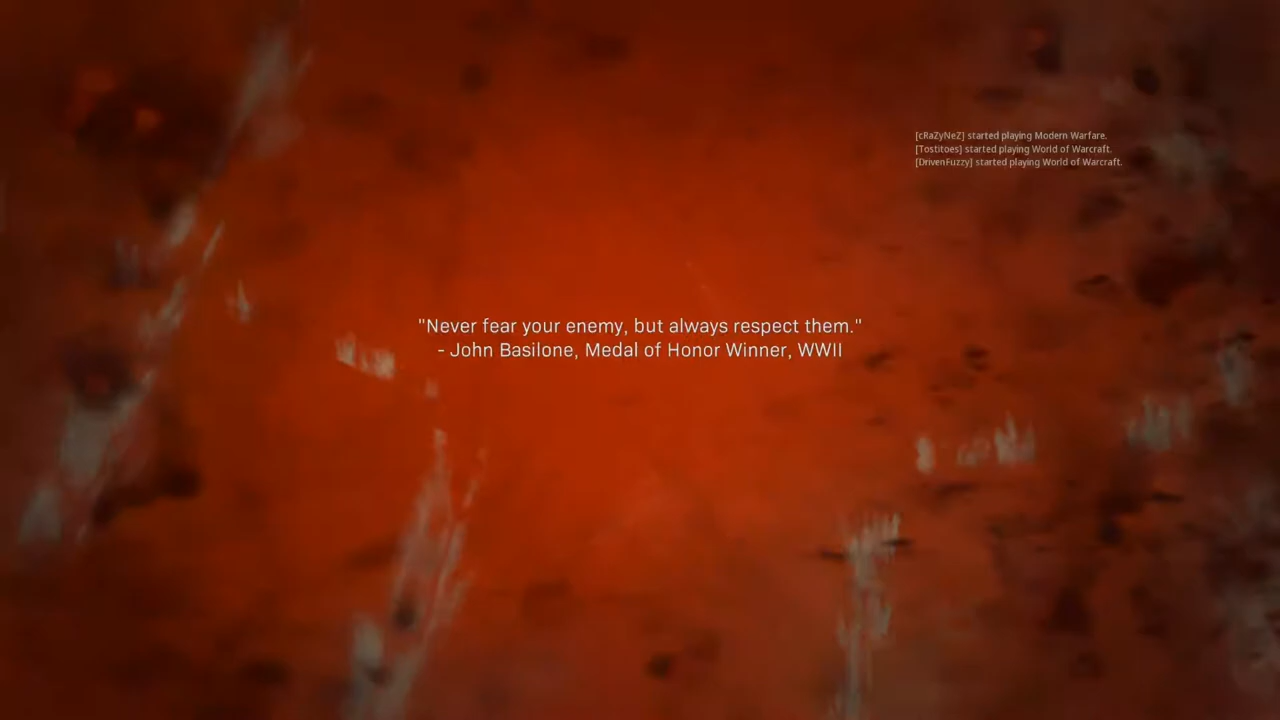 [cRaZyNeZ] started playing Modern Warfare.
[Tostitoes] started playing World of Warcraft.
[DrivenFuzzy] started playing World of Warcraft.
"Never fear your enemy, but always respect them."
- John Basilone, Medal of Honor Winner, WWII